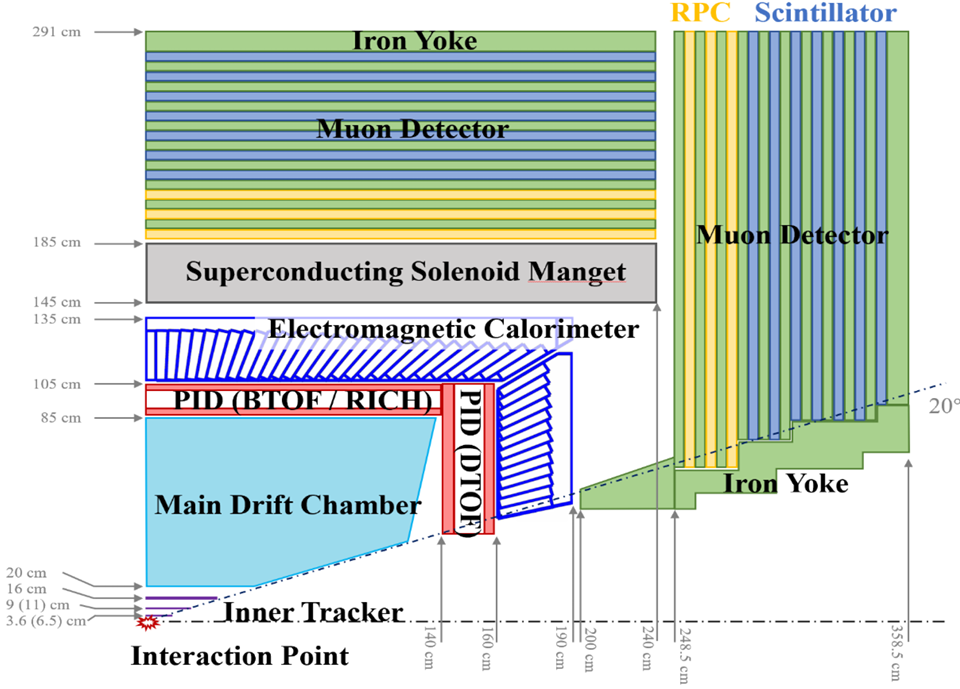 RPC Scintillator
291 cm
Iron Yoke
Muon Detector
Muon Detector
185 cm
Superconducting Solenoid Manget
145 cm
135 cm
Electromagnetic Calorimeter
105 cm
PID (BTOF / RICH)
PID (DTOF)
85 cm
20°
Main Drift Chamber
Iron Yoke
20 cm
16 cm
9 (11) cm
3.6 (6.5) cm
Inner Tracker
Interaction Point
140 cm
160 cm
190 cm
200 cm
240 cm
248.5 cm
358.5 cm